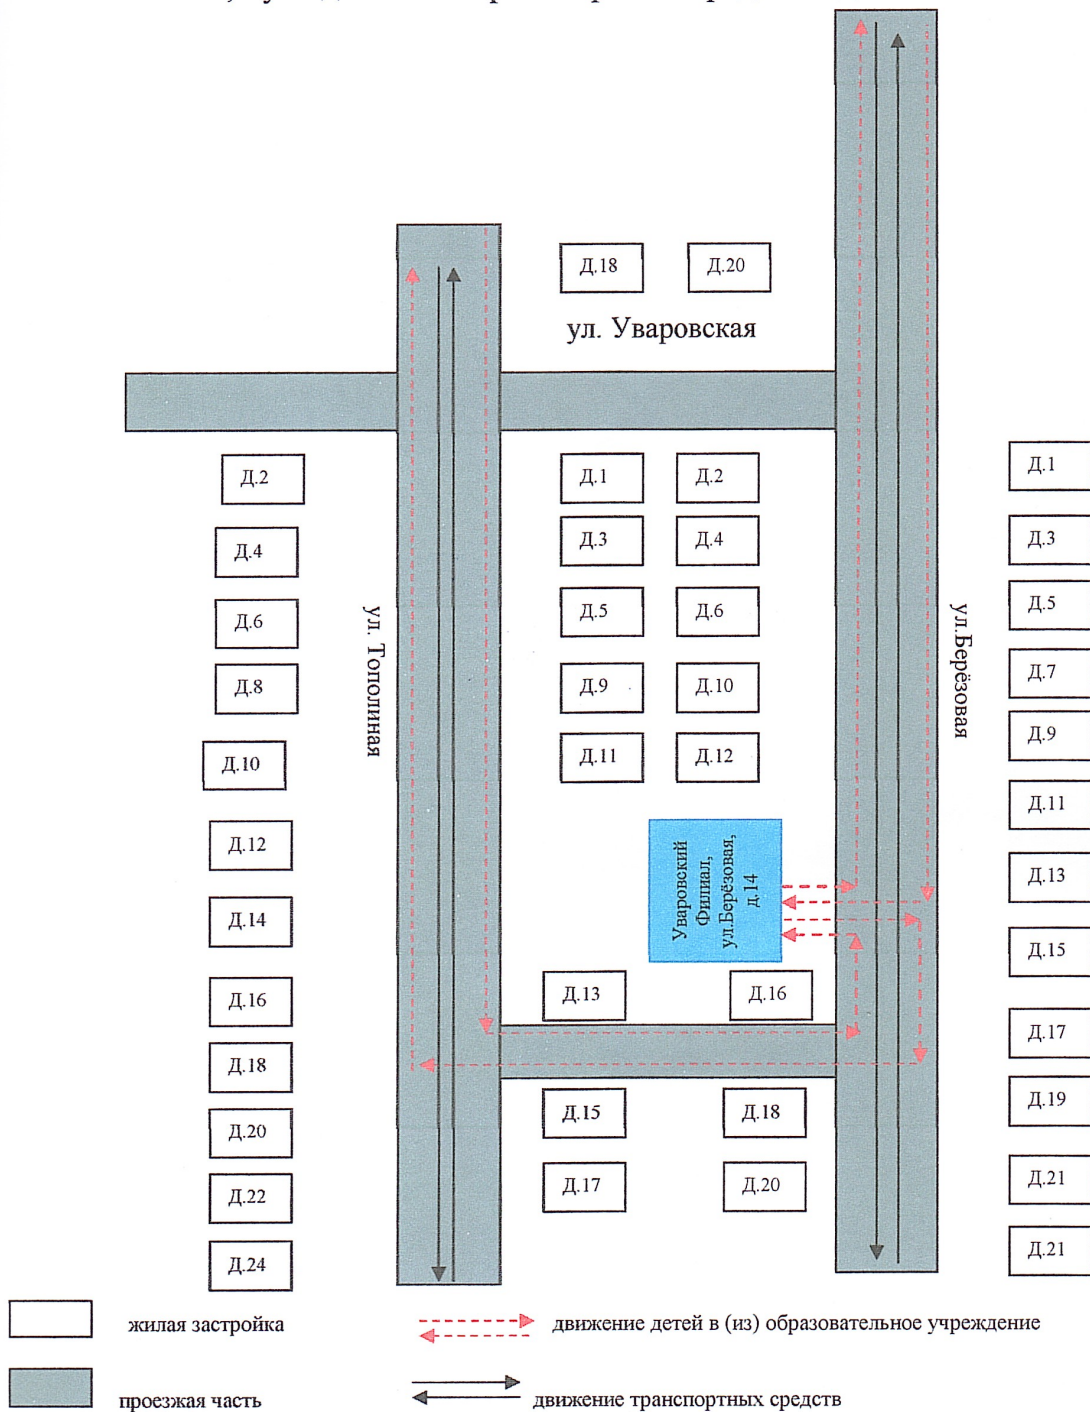 Д.18
Д.20
ул. Уваровская
Д.2
Д.4
Д.6
Д.8
Д.10
Д.12
Д.14
Д.16
Д.18
Д.20
Д.22
Д.24
ул. Тополиная
Д.1
Д.2
Д.3
Д.4
Д.5
Д.6
Д.9
Д.10
Д.11
Д.12
Уваровский
Филиал,
ул.Берёзовая,
д.14
Д.13
Д.16
Д.15
Д.18
Д.17
Д.20
ул.Берёзовая
Д.1
Д.3
Д.5
Д.7
Д.9
Д.11
Д.13
Д.15
Д.17
Д.19
Д.21
Д.21
жилая застройка
движение детей в (из) образовательное учреждение
проезжая часть
движение транспортных средств